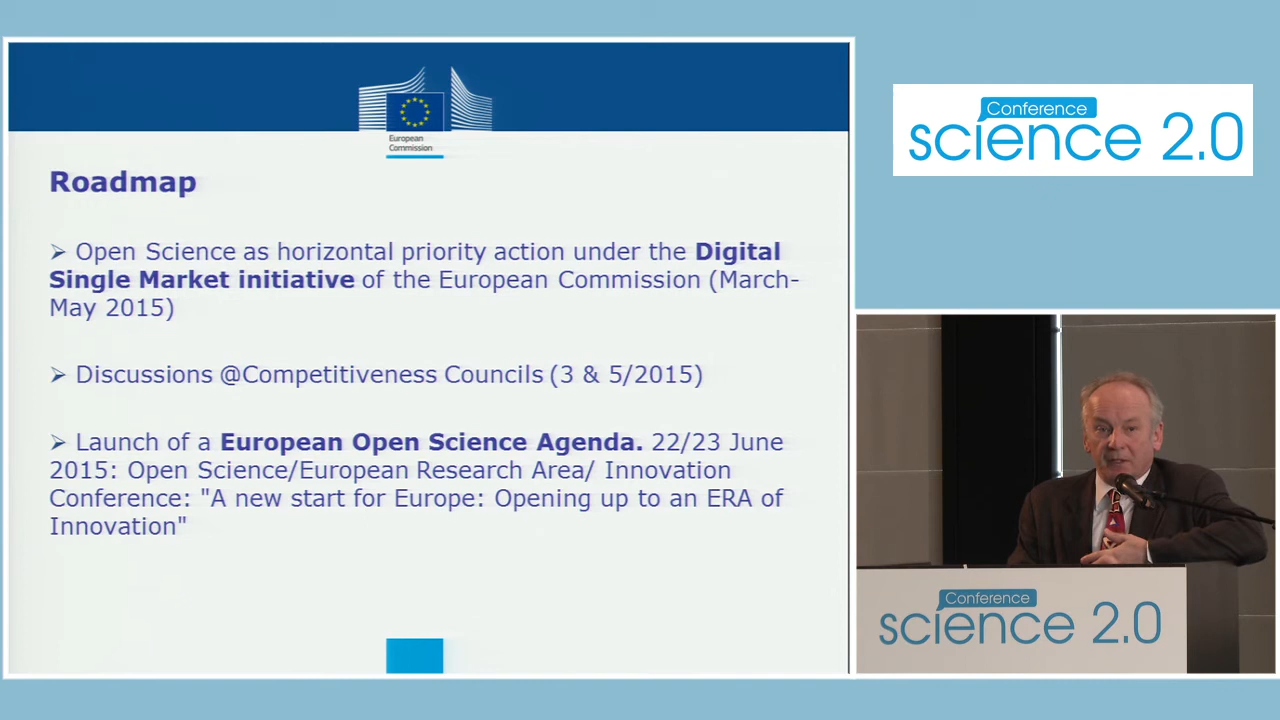 European
Commission
Roadmap
➢ Open Science as horizontal priority action under the Digital
Single Market initiative of the European Commission (March-
May 2015)
➢ Discussions @Competitiveness Councils (3 & 5/2015)
➢ Launch of a European Open Science Agenda. 22/23 June
2015: Open Science/European Research Area/ Innovation
Conference: "A new start for Europe: Opening up to an ERA of
Innovation"
Conference
science 2.0
Conference
science 2.0